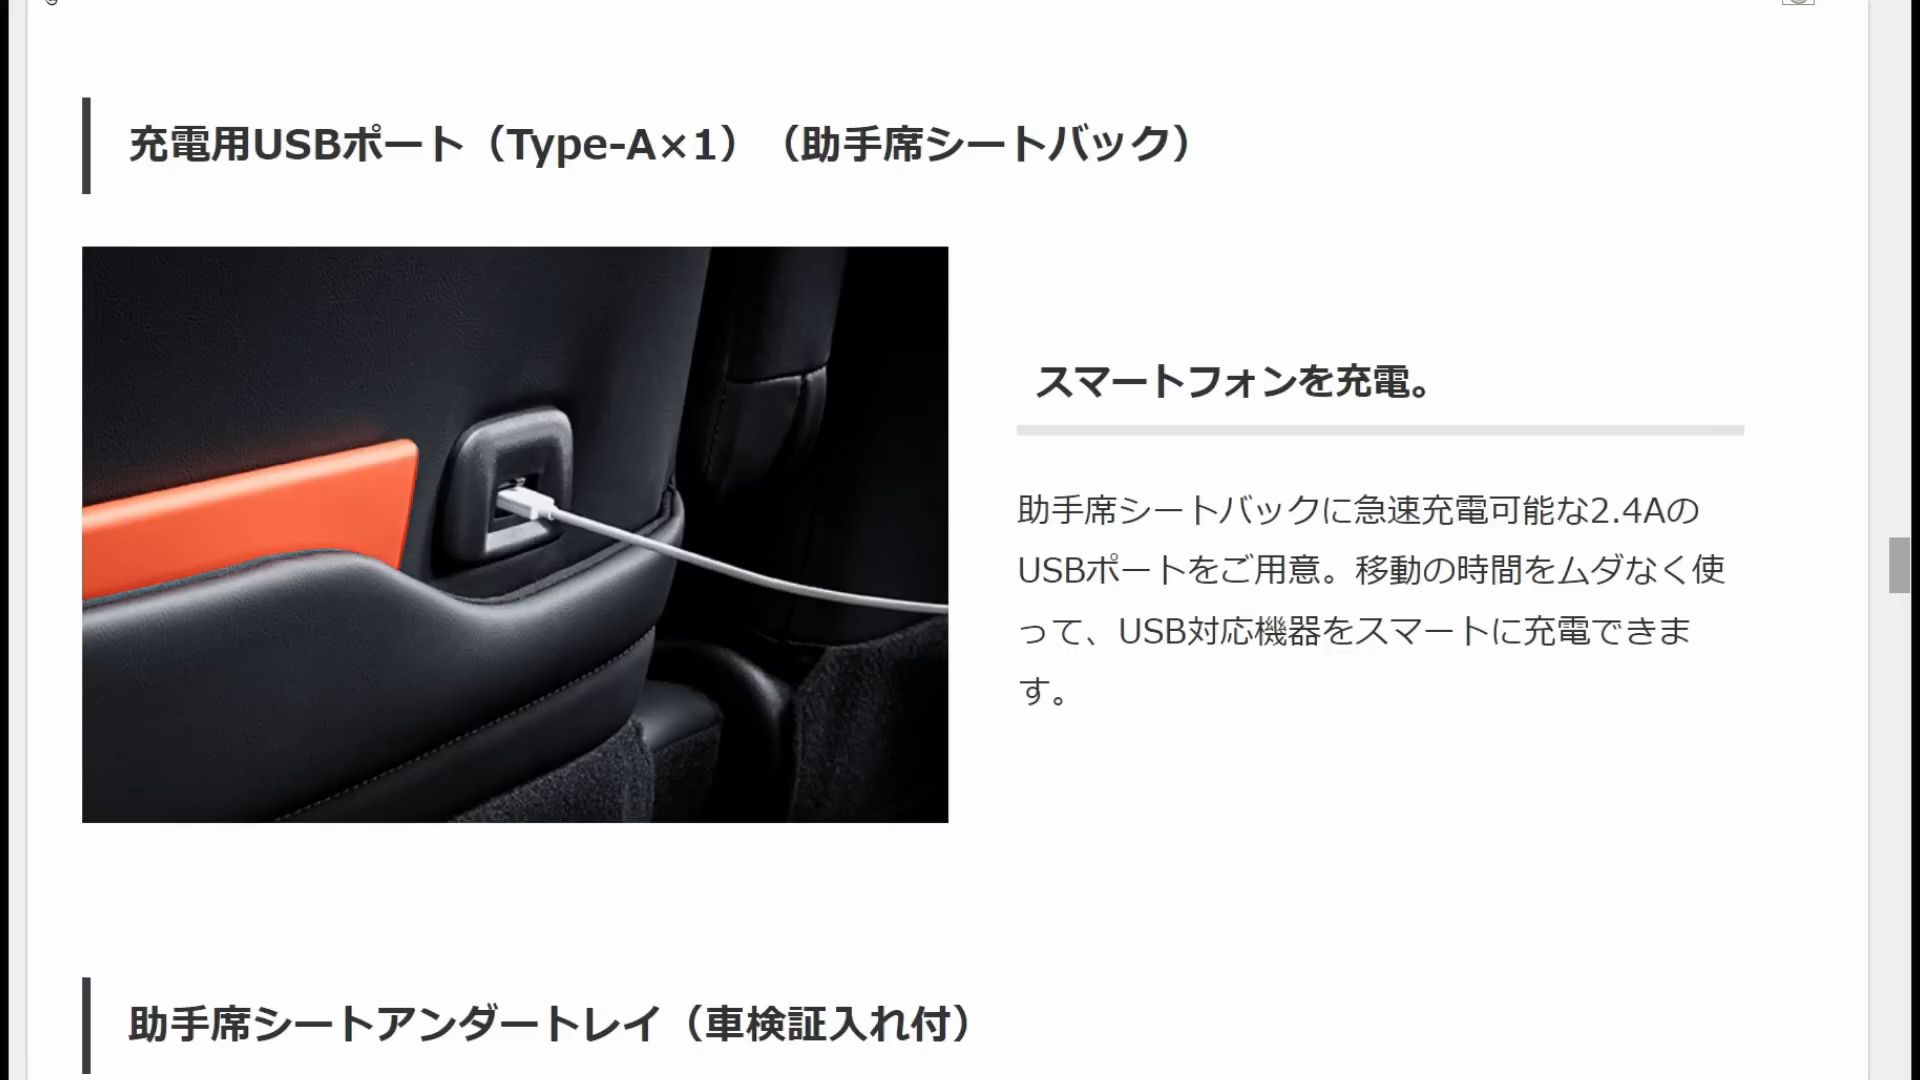 充電用USBポート（Type-A×1）（助手席シートバック）
スマートフォンを充電。
助手席シートバックに急速充電可能な2.4Aの
USBポートをご用意。移動の時間をムダなく使
って、USB対応機器をスマートに充電できま
す。
助手席シートアンダートレイ（車検証入れ付）